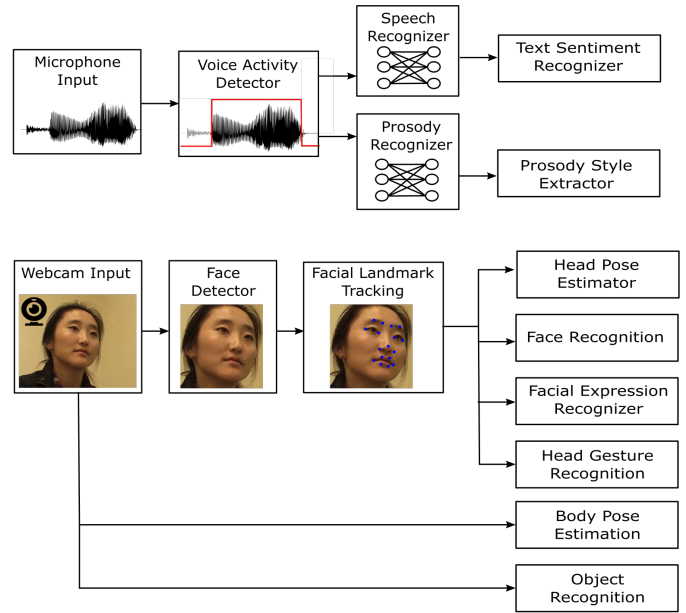 Microphone
Input
Voice Activity
Detector
Speech
Recognizer
Text Sentiment
Recognizer
Prosody
Recognizer
Prosody Style
Extractor
Webcam Input
Face
Detector
Facial Landmark
Tracking
Head Pose
Estimator
Face Recognition
Facial Expression
Recognizer
Head Gesture
Recognition
Body Pose
Estimation
Object
Recognition